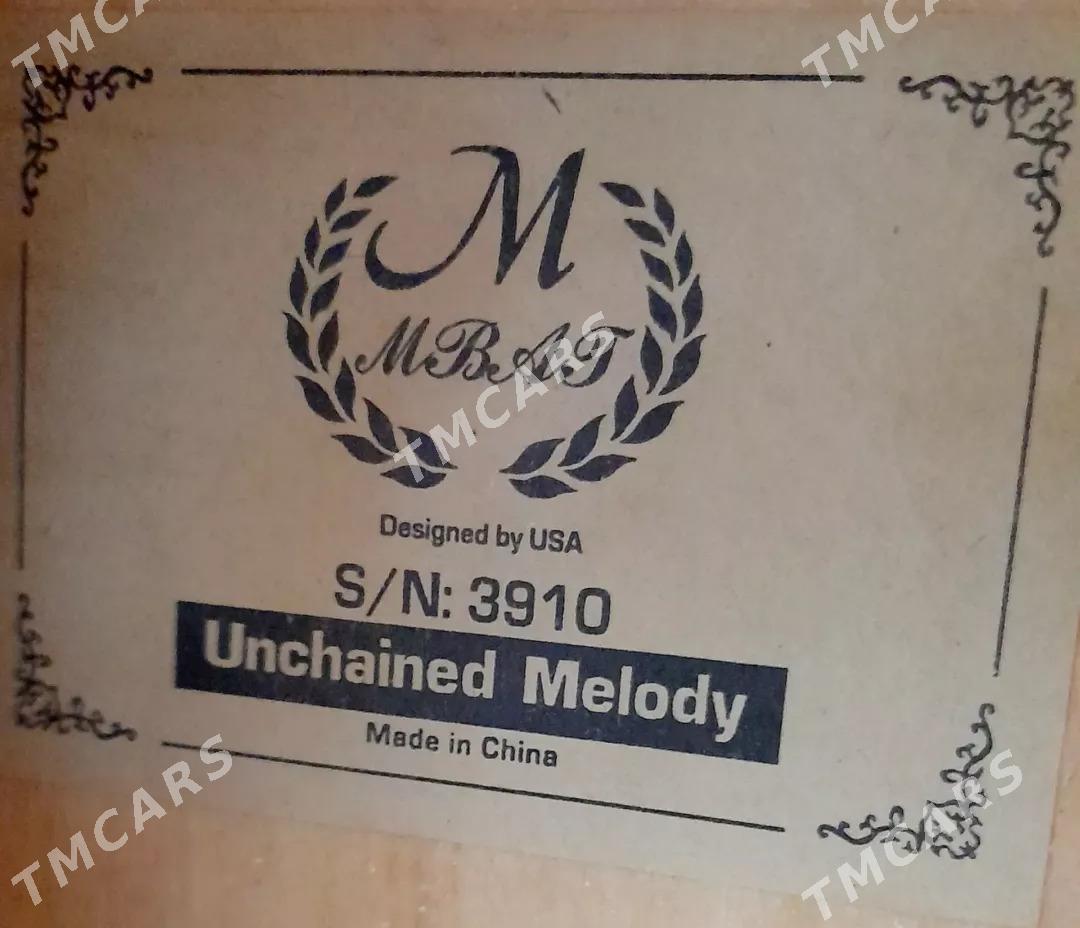 TMCARS
TMCARS
M
MBAT
TMCARS
Designed by USA
S/N: 3910
Unchained Melody
Made in China
TMCARS
TMCARS